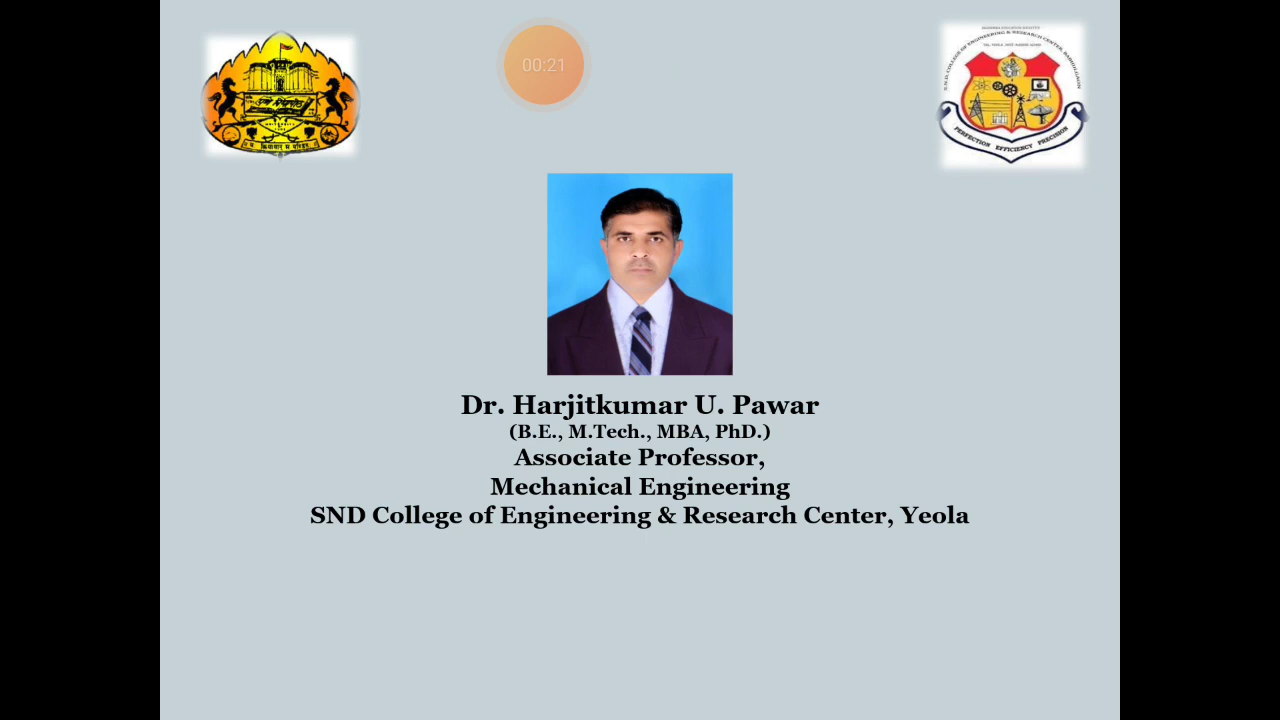 00:21
PERFECTION EFFICIENCY PRECISION
Dr. Harjitkumar U. Pawar
(B.E., M.Tech., MBA, PhD.)
Associate Professor,
Mechanical Engineering
SND College of Engineering & Research Center, Yeola